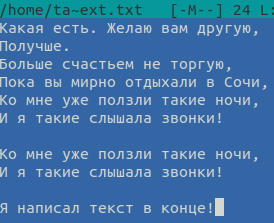 /home/ta~ext.txt [-M--] 24 L:
Какая есть. Желаю вам другую,
Получше.
Больше счастьем не торгую,
Пока вы мирно отдыхали в Сочи,
Ко мне уже ползли такие ночи,
И я такие слышала звонки!

Ко мне уже ползли такие ночи,
И я такие слышала звонки!

Я написал текст в конце!